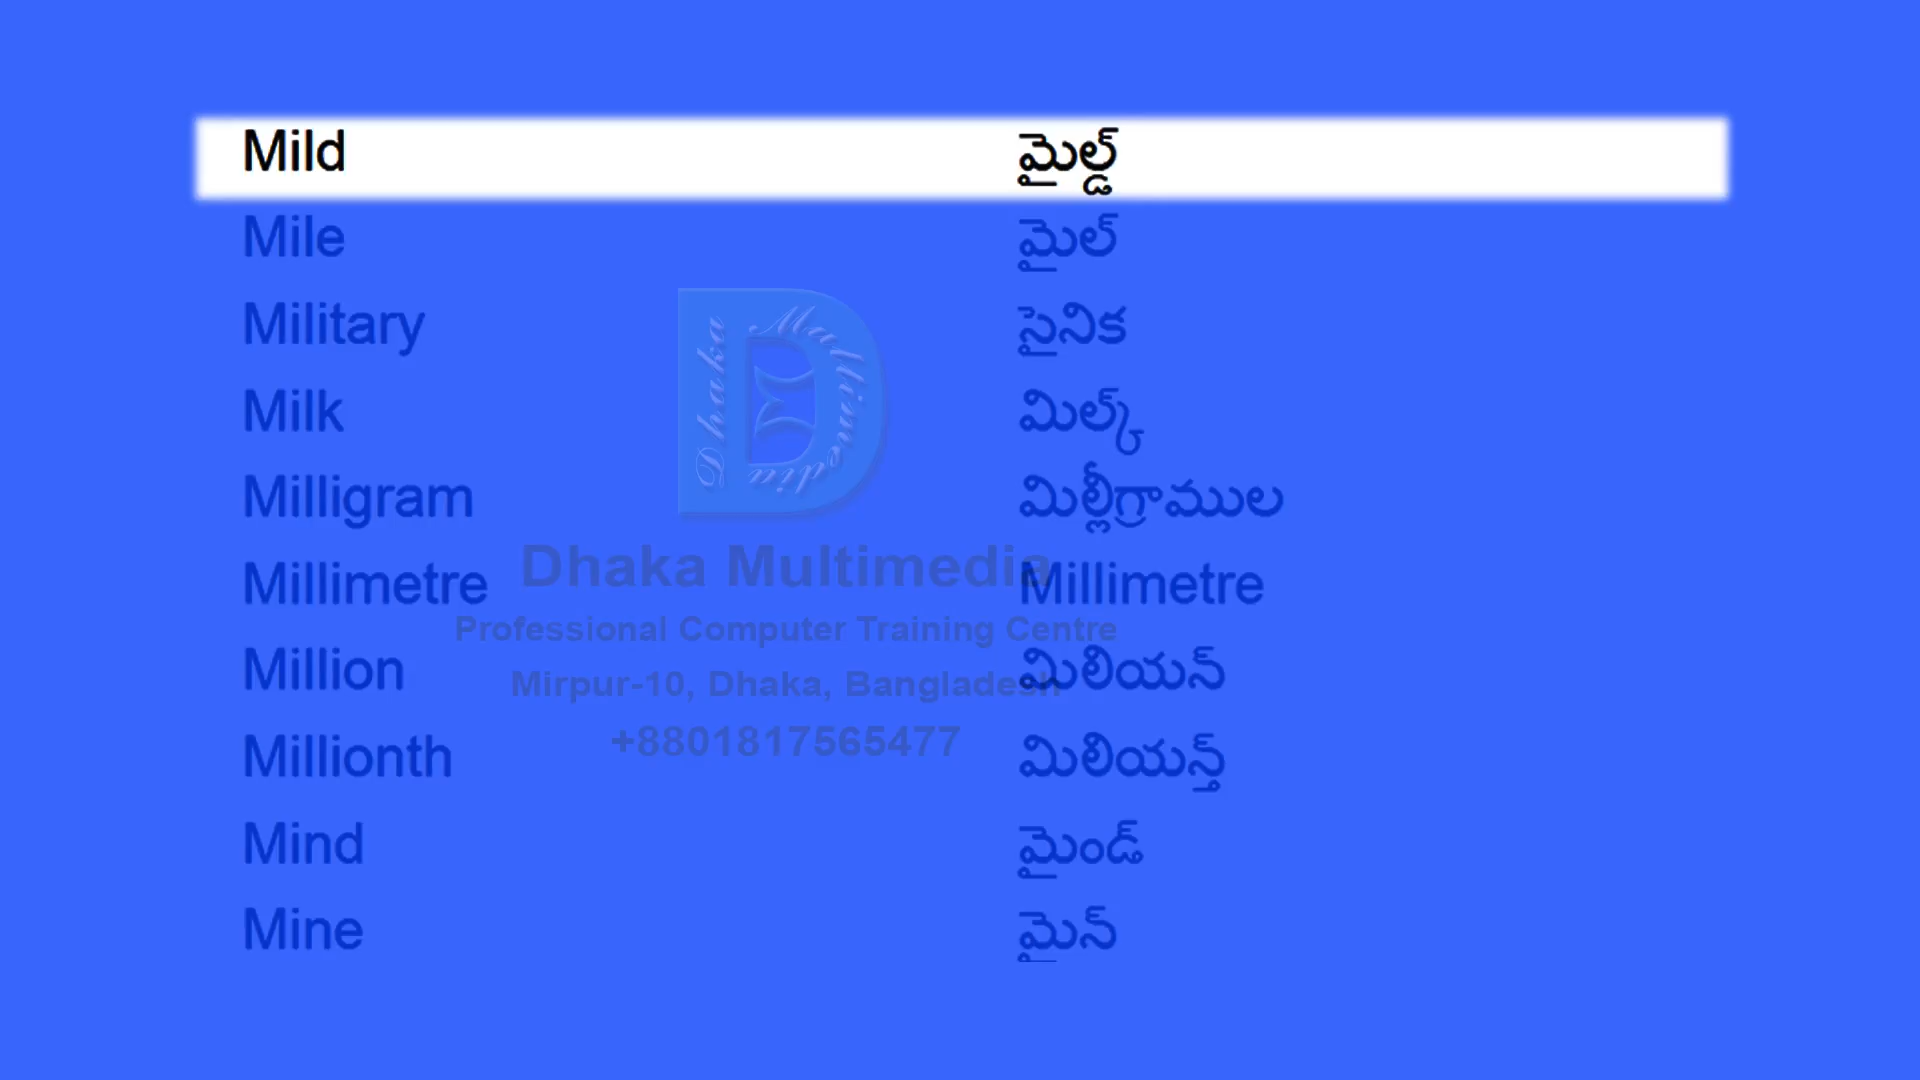 Mild మైల్డ్
Mile మైల్
Military సైనిక
Milk మిల్క్
Milligram మిల్లీగ్రాముల
Millimetre Millimetre
Million మిలియన్
Millionth మిలియన్త్
Mind మైండ్
Mine మైన్
Dhaka Multimedia
Dhaka Multimedia
Professional Computer Training Centre
Mirpur-10, Dhaka, Bangladesh
+8801817565477